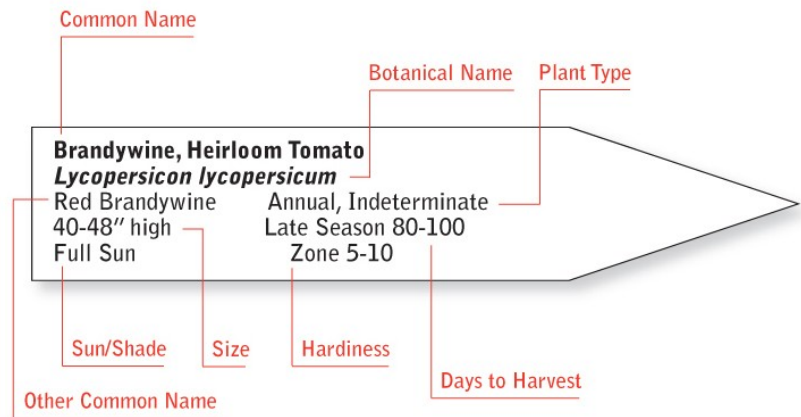 Common Name
Botanical Name
Plant Type
Brandywine, Heirloom Tomato
Lycopersicon lycopersicum
Red Brandywine Annual, Indeterminate
40-48″ high Late Season 80-100
Full Sun Zone 5-10
Sun/Shade
Size
Hardiness
Days to Harvest
Other Common Name